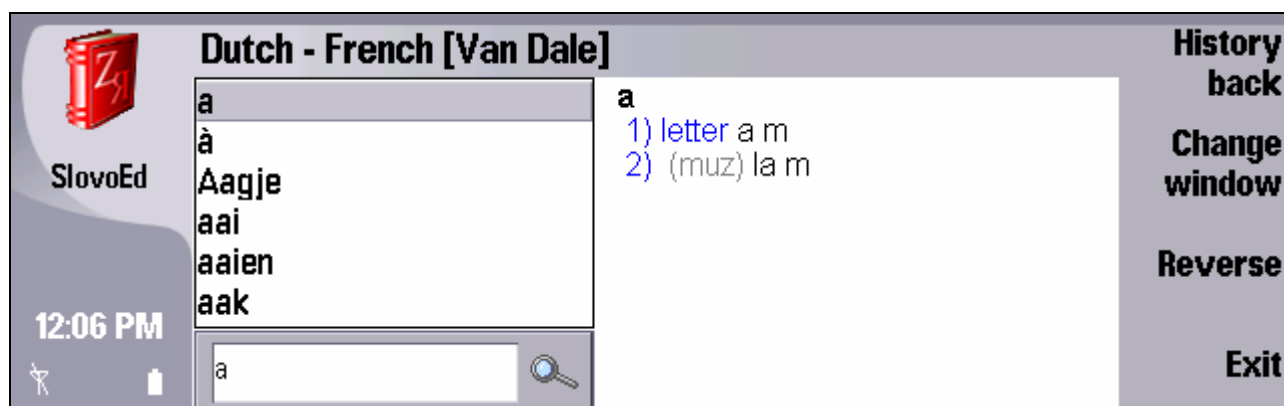 Dutch - French [Van Dale]
SlovoEd
12:06 PM
a
à
Aagje
aai
aaien
aak
a
a
1) letter a m
2) (muz) la m
History
back
Change
window
Reverse
Exit